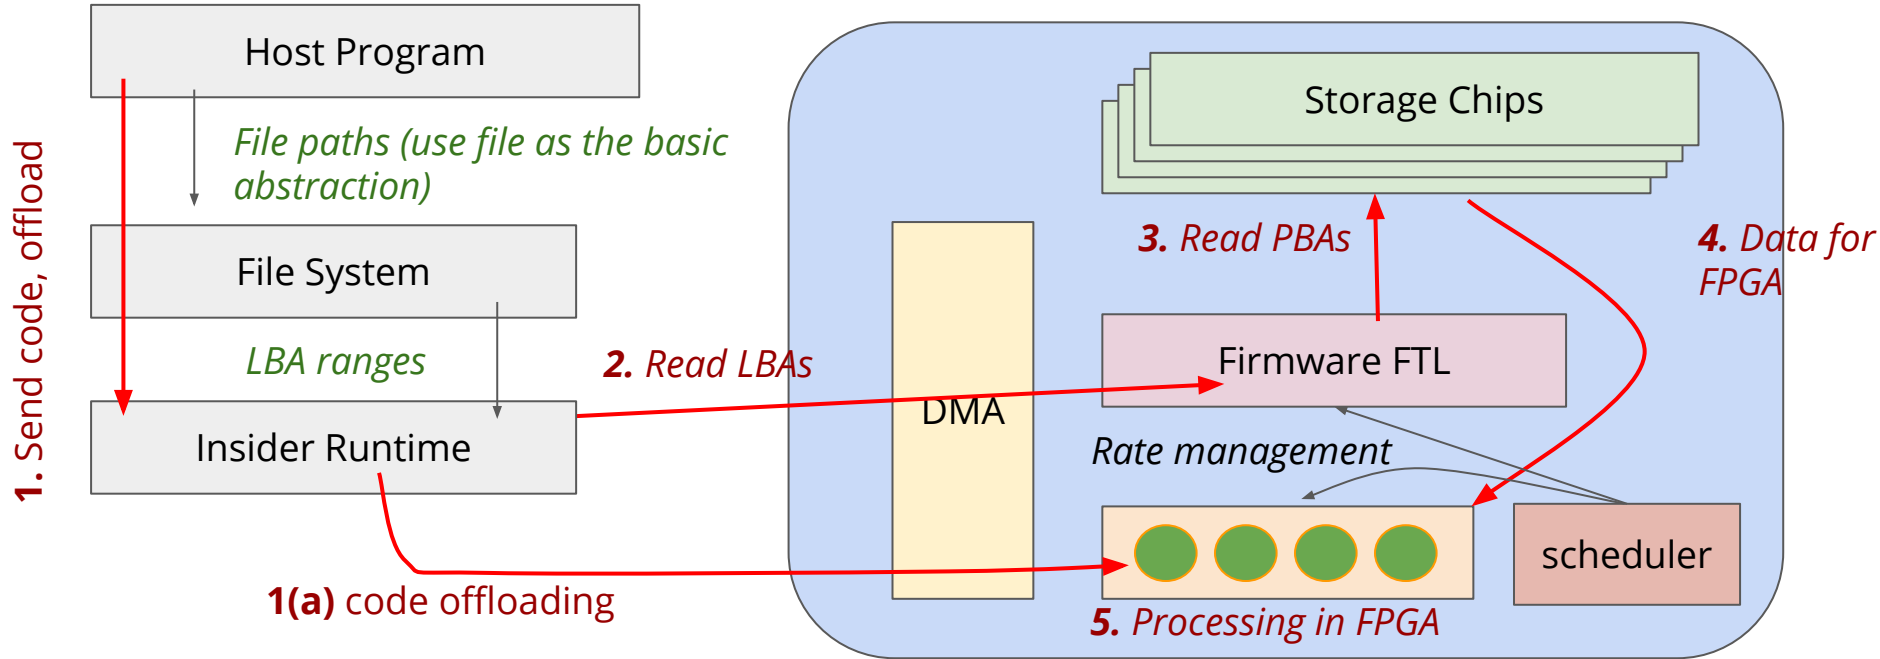 Host Program
File paths (use file as the basic
abstraction)
1. Send code, offload
File System
LBA ranges
Insider Runtime
1(a) code offloading
2. Read LBAs
DMA
Storage Chips
3. Read PBAs
4. Data for
FPGA
Firmware FTL
Rate management
scheduler
5. Processing in FPGA